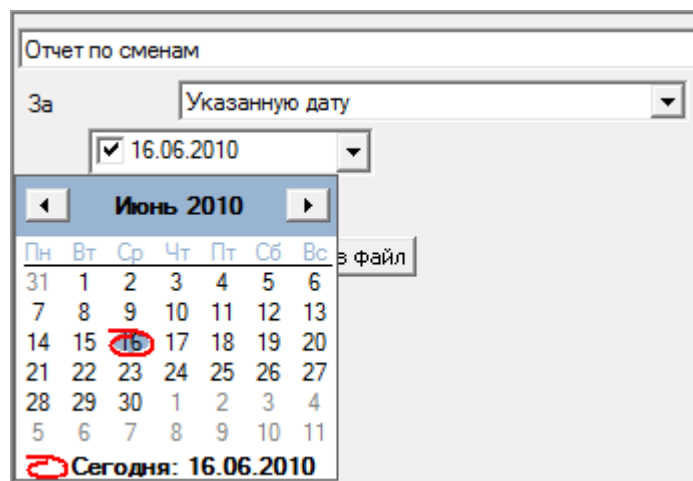 Отчет по сменам
За Указанную дату
16.06.2010
Июнь 2010
Пн Вт Ср Чт Пт Сб Вс
в файл
31 1 2 3 4 5 6
7 8 9 10 11 12 13
14 15 16 17 18 19 20
21 22 23 24 25 26 27
28 29 30 1 2 3 4
5 6 7 8 9 10 11
Сегодня: 16.06.2010